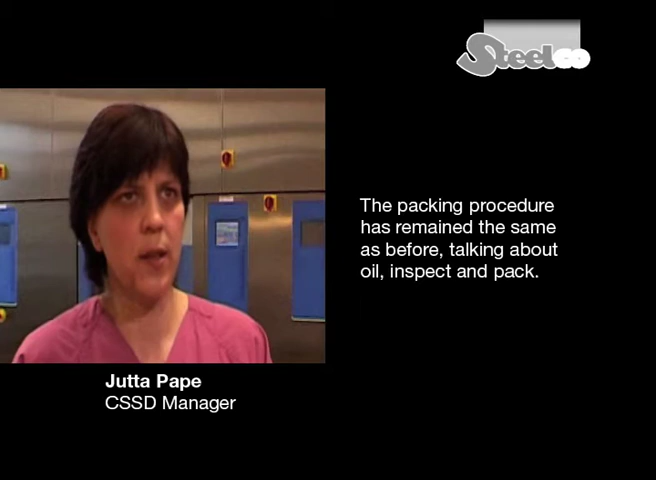 Steelco
The packing procedure
has remained the same
as before, talking about
oil, inspect and pack.
Jutta Pape
CSSD Manager